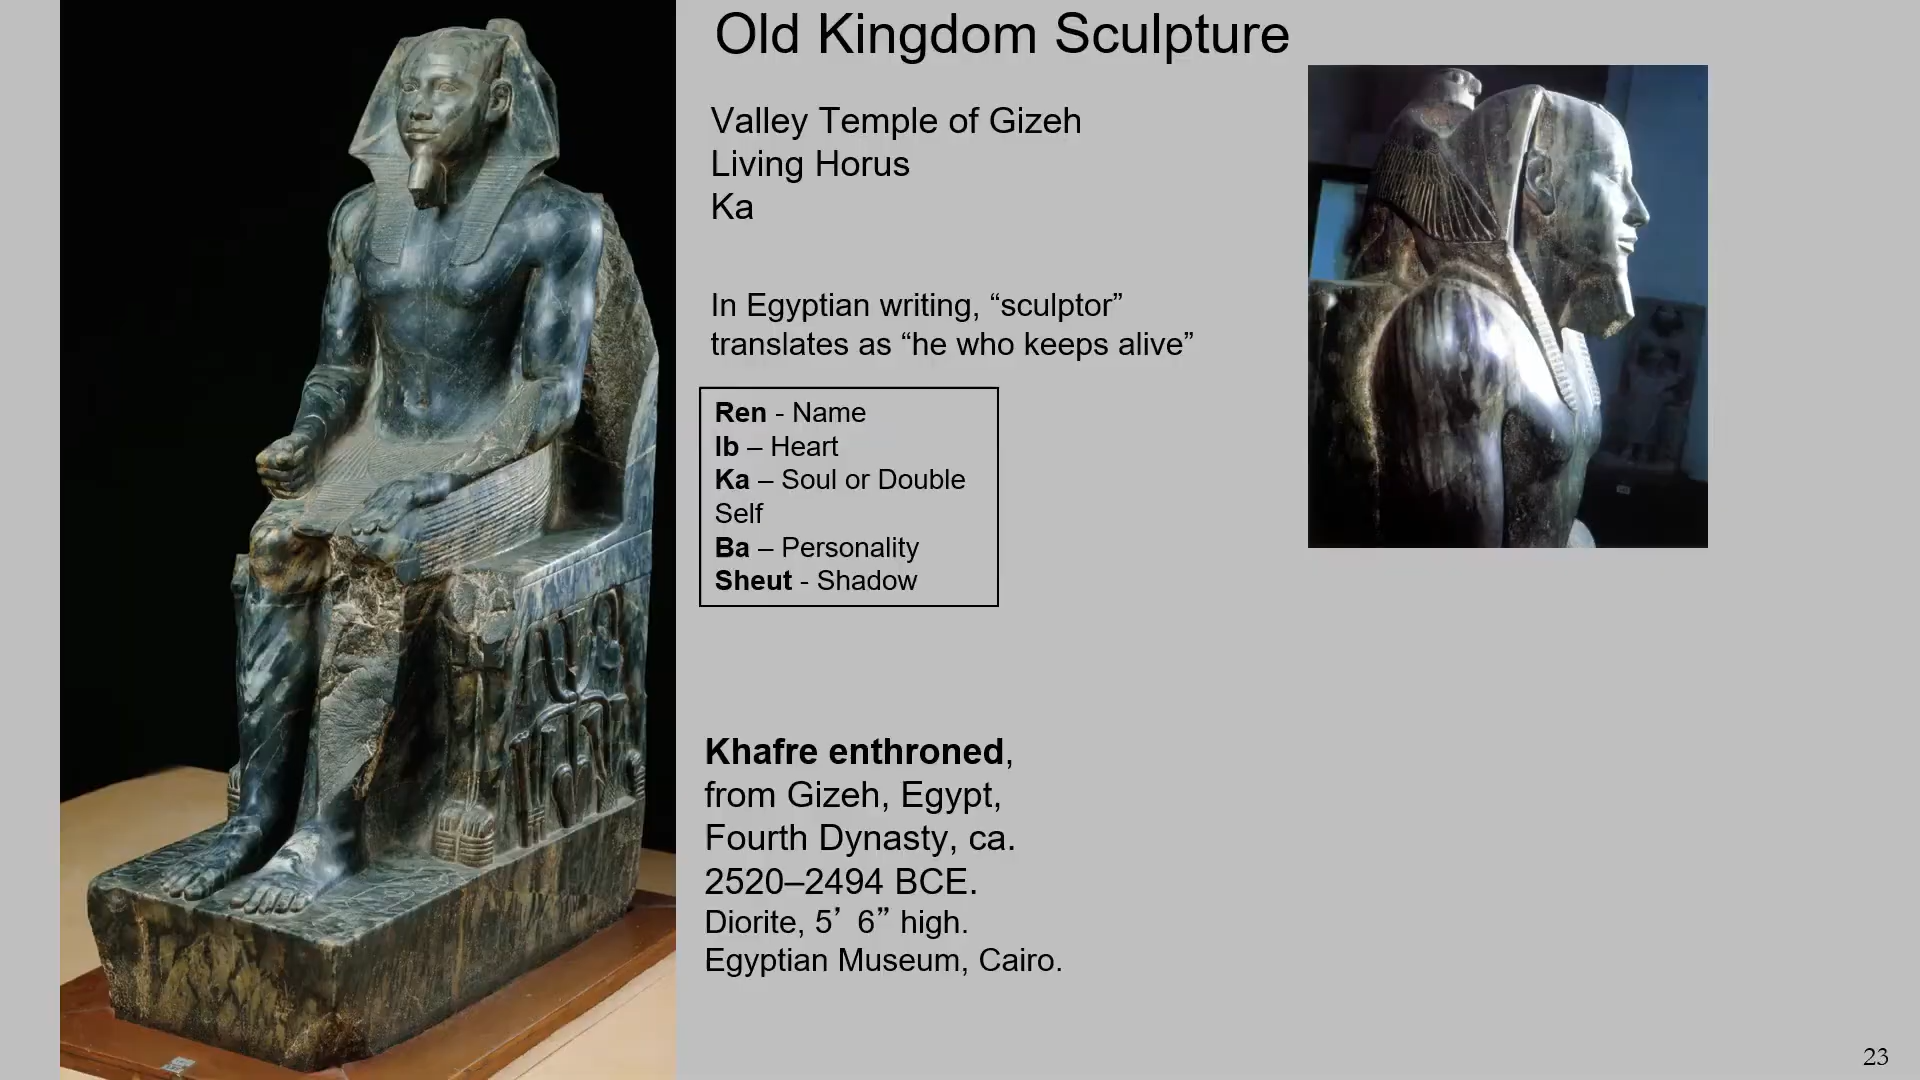 Old Kingdom Sculpture
Valley Temple of Gizeh
Living Horus
Ka
In Egyptian writing, “sculptor”
translates as “he who keeps alive”
Ren - Name
Ib – Heart
Ka – Soul or Double
Self
Ba – Personality
Sheut - Shadow
Khafre enthroned,
from Gizeh, Egypt,
Fourth Dynasty, ca.
2520–2494 BCE.
Diorite, 5’ 6” high.
Egyptian Museum, Cairo.
23